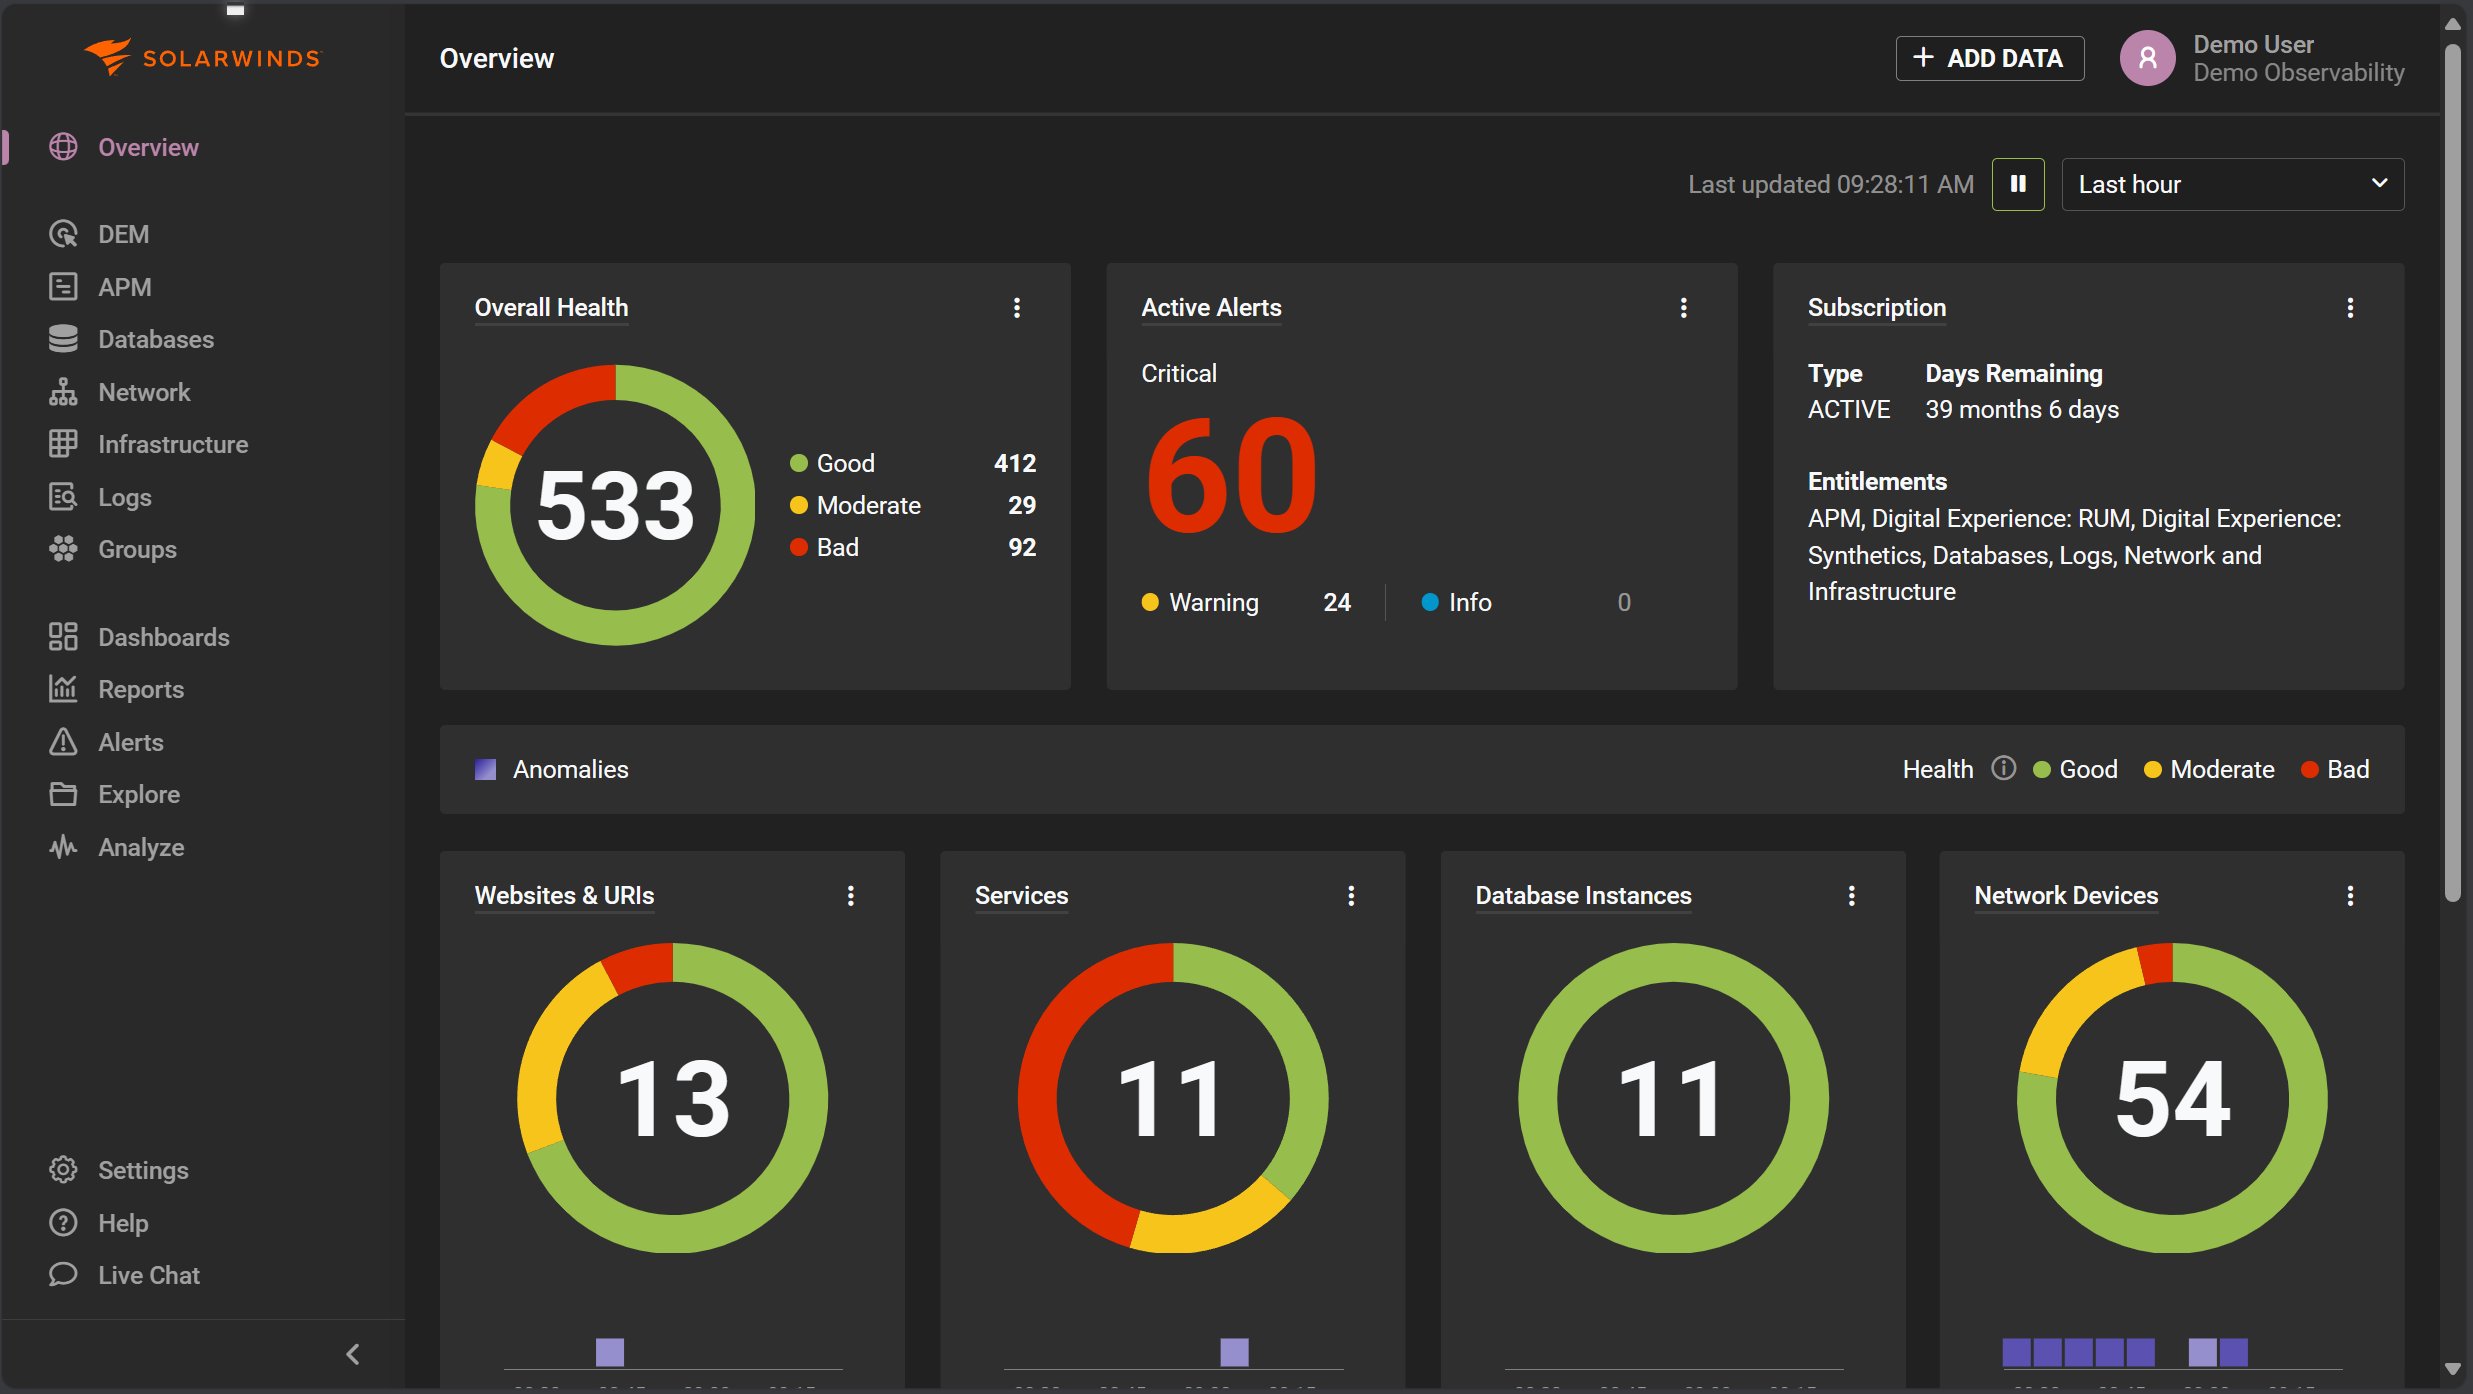 SOLARWINDS
Overview
+ ADD DATA
Demo User
Demo Observability
Overview
DEM
APM
Databases
Network
Infrastructure
Logs
Groups
Dashboards
Reports
Alerts
Explore
Analyze
Settings
Help
Live Chat
Last updated 09:28:11 AM
Last hour
Overall Health
533
Good 412
Moderate 29
Bad 92
Active Alerts
Critical
60
Warning 24
Info 0
Subscription
Type Days Remaining
ACTIVE 39 months 6 days
Entitlements
APM, Digital Experience: RUM, Digital Experience:
Synthetics, Databases, Logs, Network and
Infrastructure
Anomalies
Health Good Moderate Bad
Websites & URIs
13
Services
11
Database Instances
11
Network Devices
54